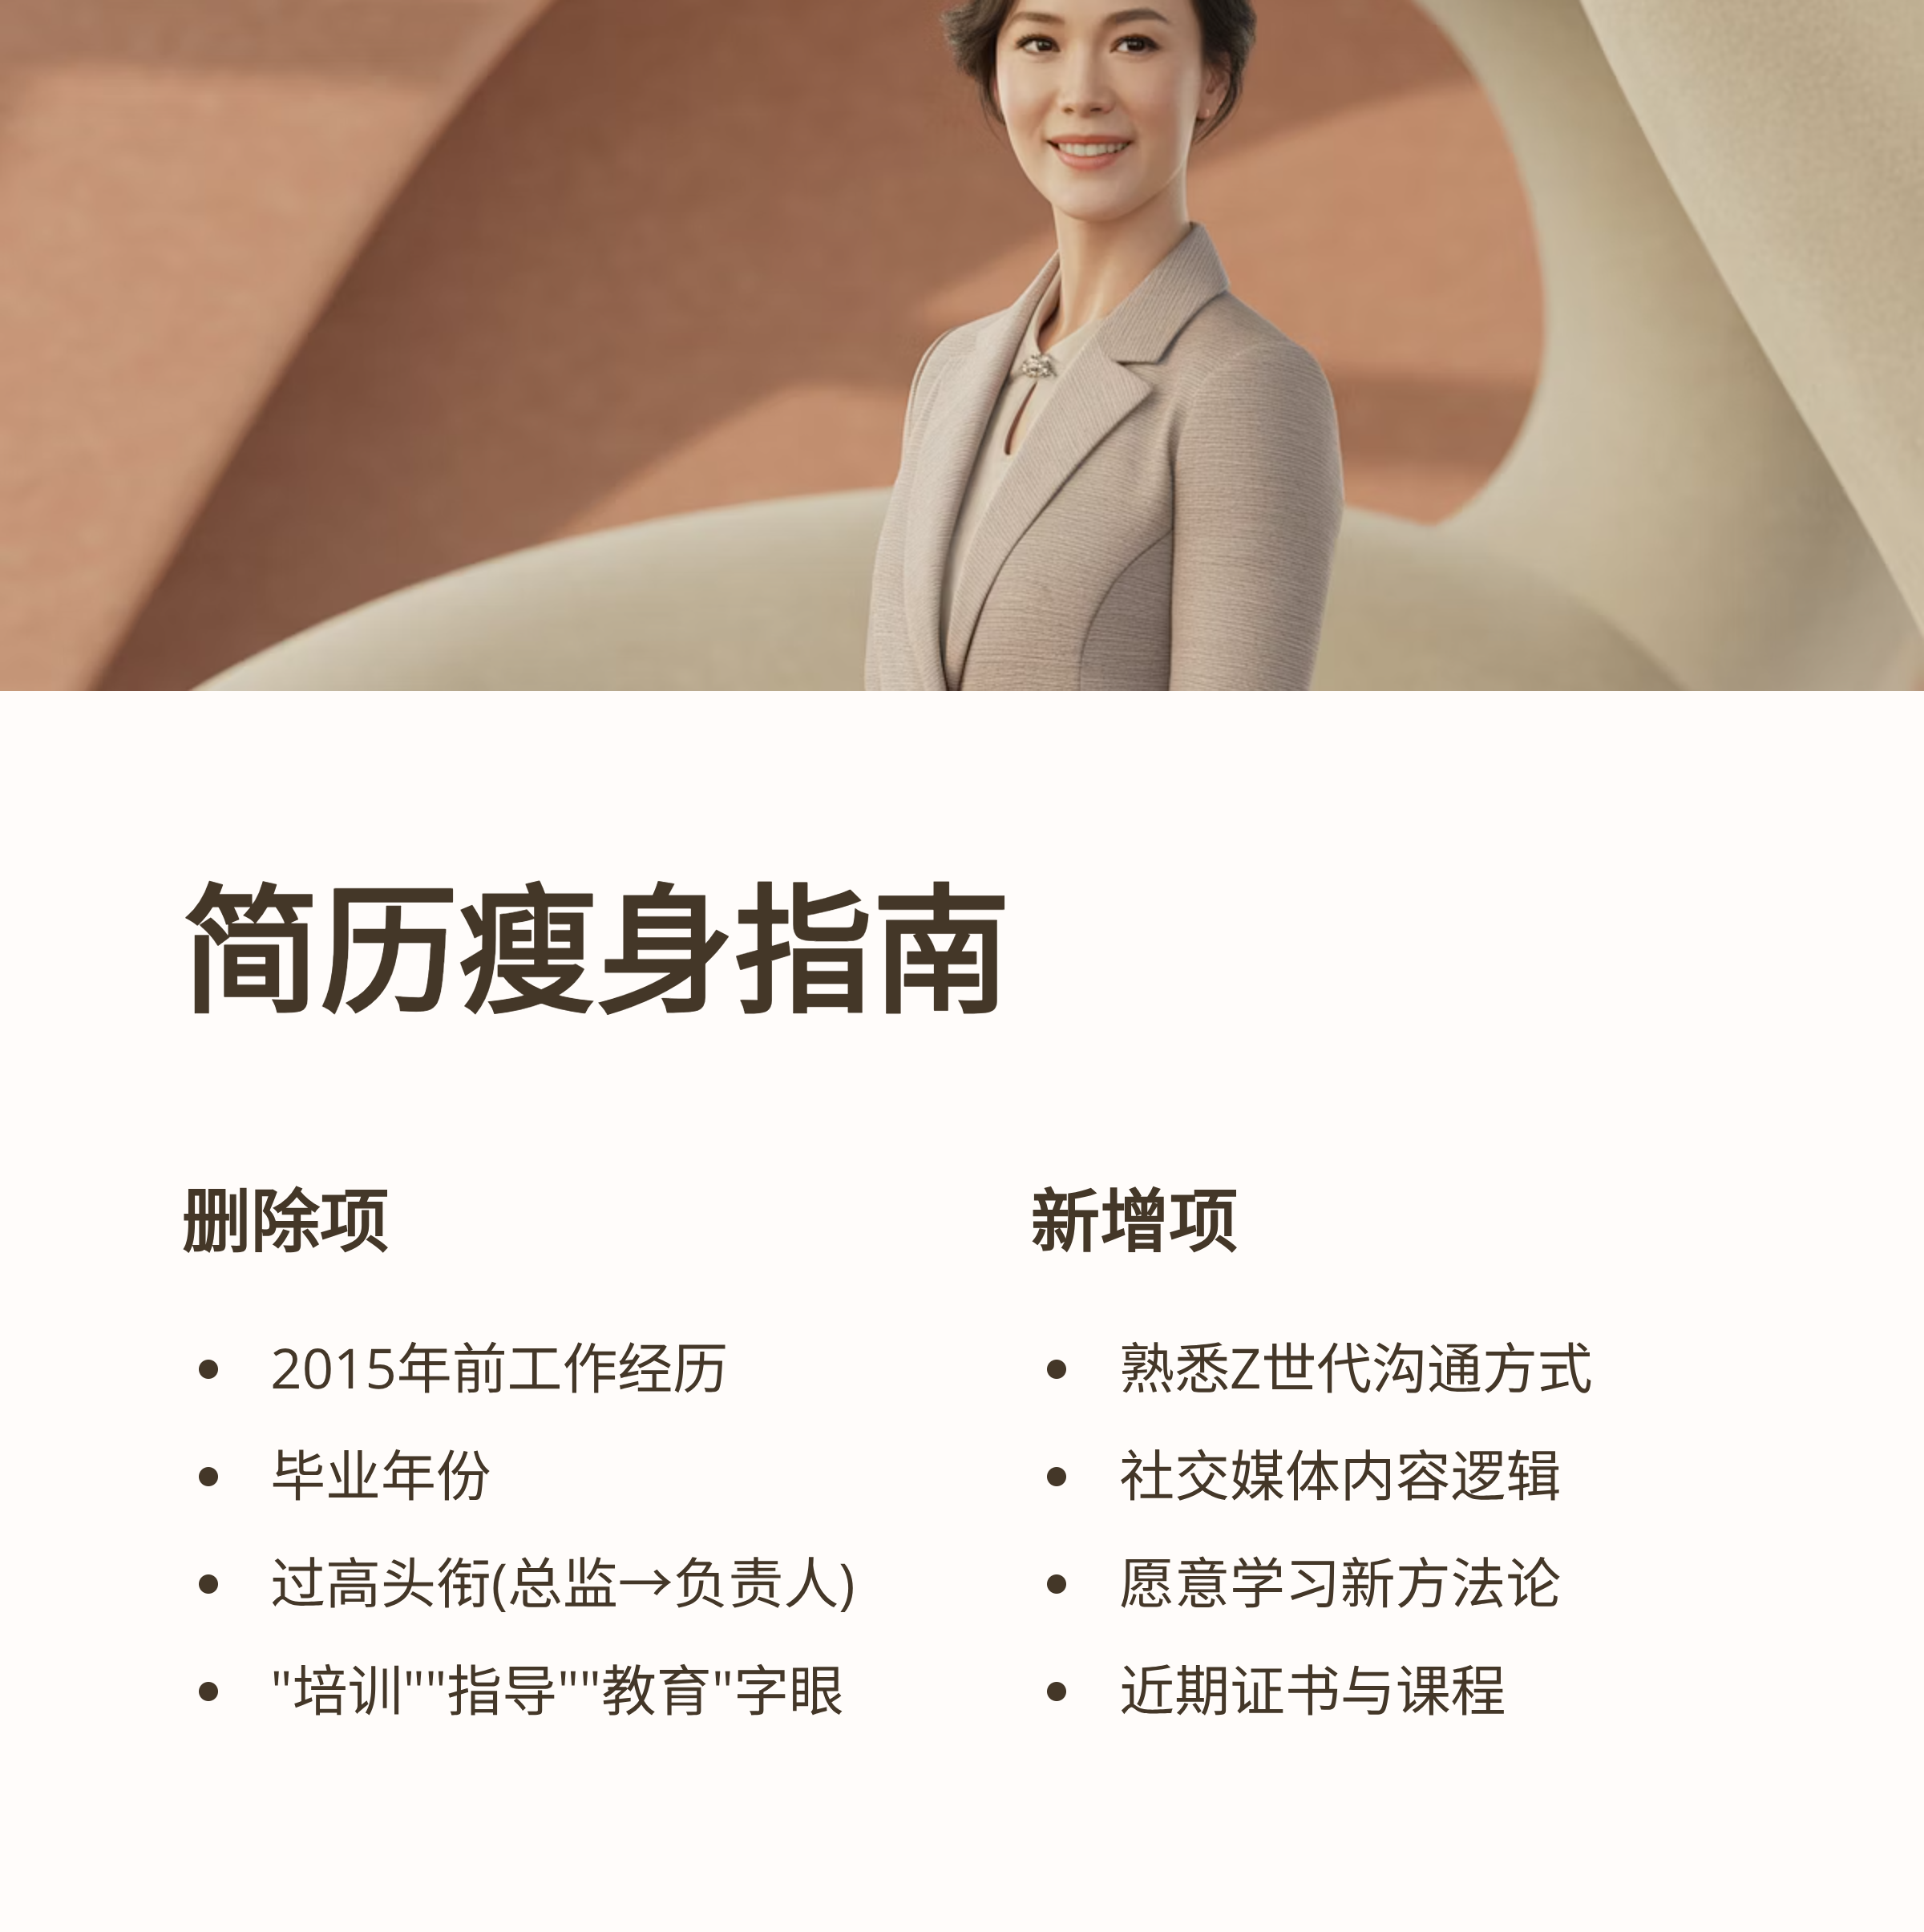 简历瘦身指南
删除项
2015年前工作经历
毕业年份
过高头衔(总监→负责人)
"培训""指导""教育"字眼
新增项
熟悉Z世代沟通方式
社交媒体内容逻辑
愿意学习新方法论
近期证书与课程